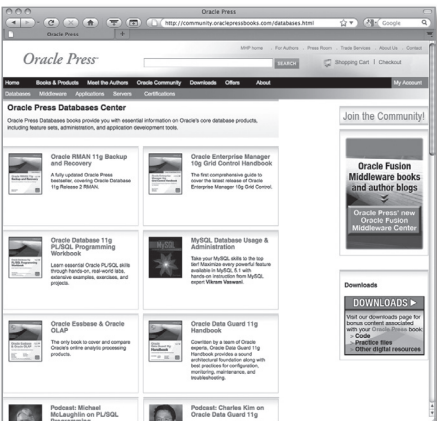 Oracle Press
http://community.oraclepressbooks.com/databases.html
Google
Oracle Press
MHP home
For Authors
Press Room
Trade Services
About Us
Contact
Oracle Press
SEARCH
Shopping Cart | Checkout
Home
Books & Products
Meet the Authors
Oracle Community
Downloads
Offers
About
My Account
Databases
Middleware
Applications
Servers
Certifications
Oracle Press Databases Center
Oracle Press Databases books provide you with essential information on Oracle's core database products,
including feature sets, administration, and application development tools.
Oracle RMAN 11g Backup
and Recovery
A fully updated Oracle Press
bestseller, covering Oracle Database
11g Release 2 RMAN.
Oracle Enterprise Manager
10g Grid Control Handbook
The first comprehensive guide to
cover the latest release of Oracle
Enterprise Manager 10g Grid Control.
Oracle Database 11g
PL/SQL Programming
Workbook
Learn essential Oracle PL/SQL skills
through hands-on, real-world labs,
extensive examples, exercises, and
projects.
MySQL
MySQL Database Usage &
Administration
Take your MySQL skills to the top
tier! Maximize every powerful feature
available in MySQL 5.1 with
hands-on instruction from MySQL
expert Vikram Vaswani.
Oracle Essbase & Oracle
OLAP
The only book to cover and compare
Oracle's online analytic processing
products.
Oracle Data Guard 11g
Handbook
Cowritten by a team of Oracle
experts, Oracle Data Guard 11g
Handbook provides a sound
architectural foundation along with
best practices for configuration,
monitoring, maintenance, and
troubleshooting.
Podcast: Michael
McLaughlin on PL/SQL
Programming
Podcast: Charles Kim on
Oracle Data Guard 11g
Join the Community!
Oracle Fusion
Middleware books
and author blogs
Oracle Press' new
Oracle Fusion
Middleware Center
Downloads
DOWNLOADS
Visit our downloads page for
bonus content associated
with your Oracle Press book:
> Code
> Practice files
> Other digital resources